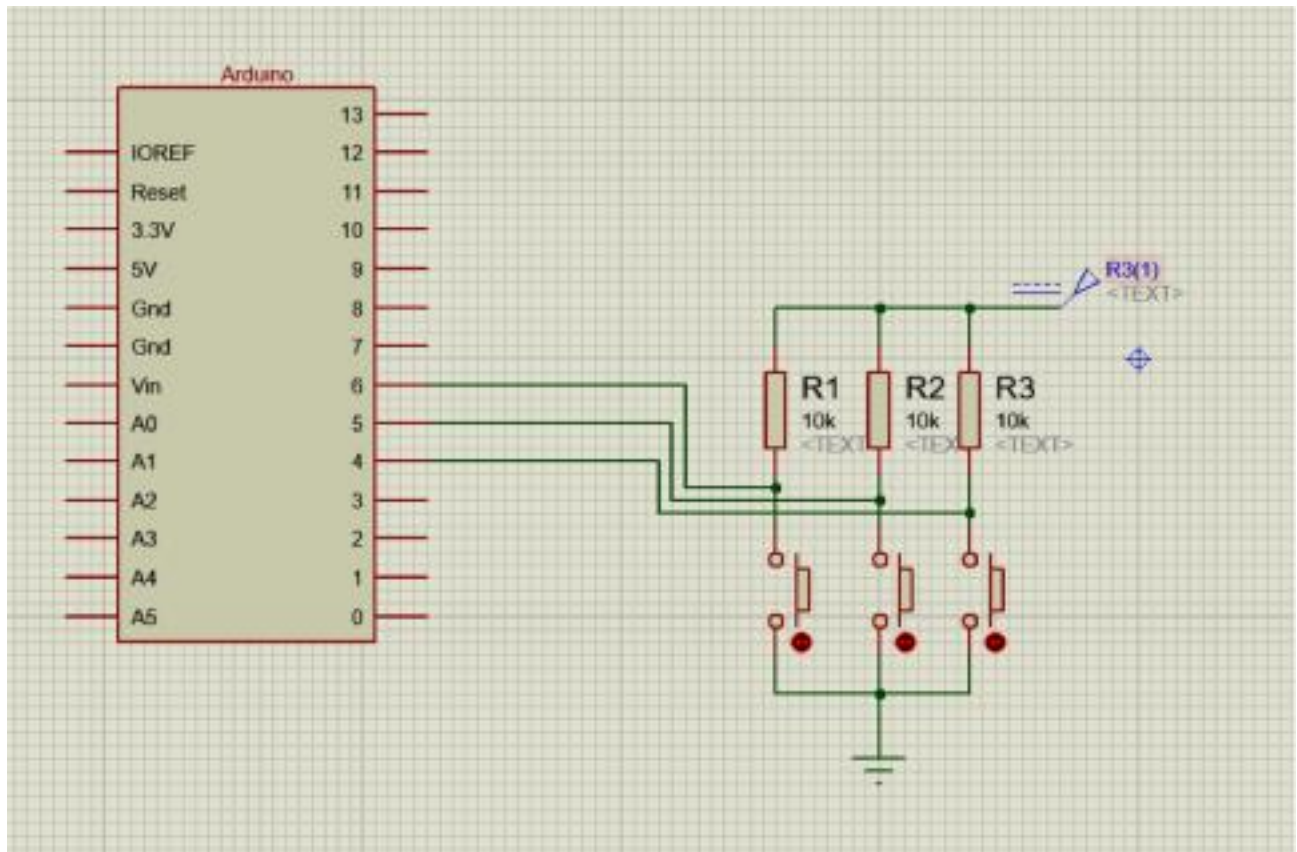 Arduino
13
IOREF 12
Reset 11
3.3V 10
5V 9
Gnd 8
Gnd 7
Vin 6
A0 5
A1 4
A2 3
A3 2
A4 1
A5 0
R3(1)
<TEXT>
R1 R2 R3
10k 10k 10k
<TEXT <TEX <TEXT>